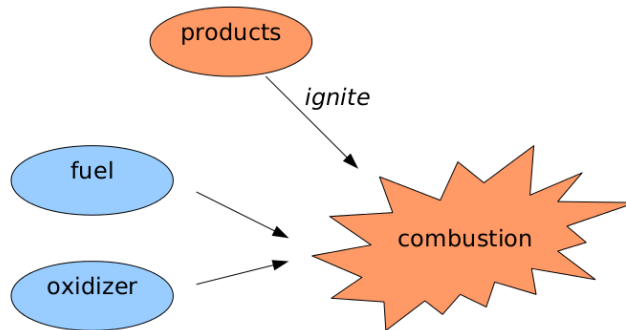 products
ignite
fuel
combustion
oxidizer